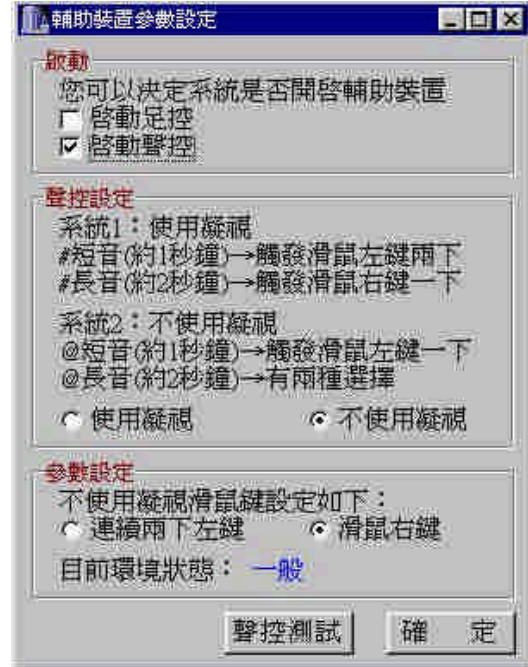 輔助裝置參數設定
啟動
您可以決定系統是否開啓輔助裝置
啓動足控
啓動聲控
聲控設定
系統1：使用凝視
#短音(約1秒鐘)→觸發滑鼠左鍵兩下
#長音(約2秒鐘)→觸發滑鼠右鍵一下
系統2：不使用凝視
@短音(約1秒鐘)→觸發滑鼠左鍵一下
@長音(約2秒鐘)→有兩種選擇
使用凝視 不使用凝視
參數設定
不使用凝視滑鼠鍵設定如下：
連續兩下左鍵 滑鼠右鍵
目前環境狀態： 一般
聲控測試 確 定